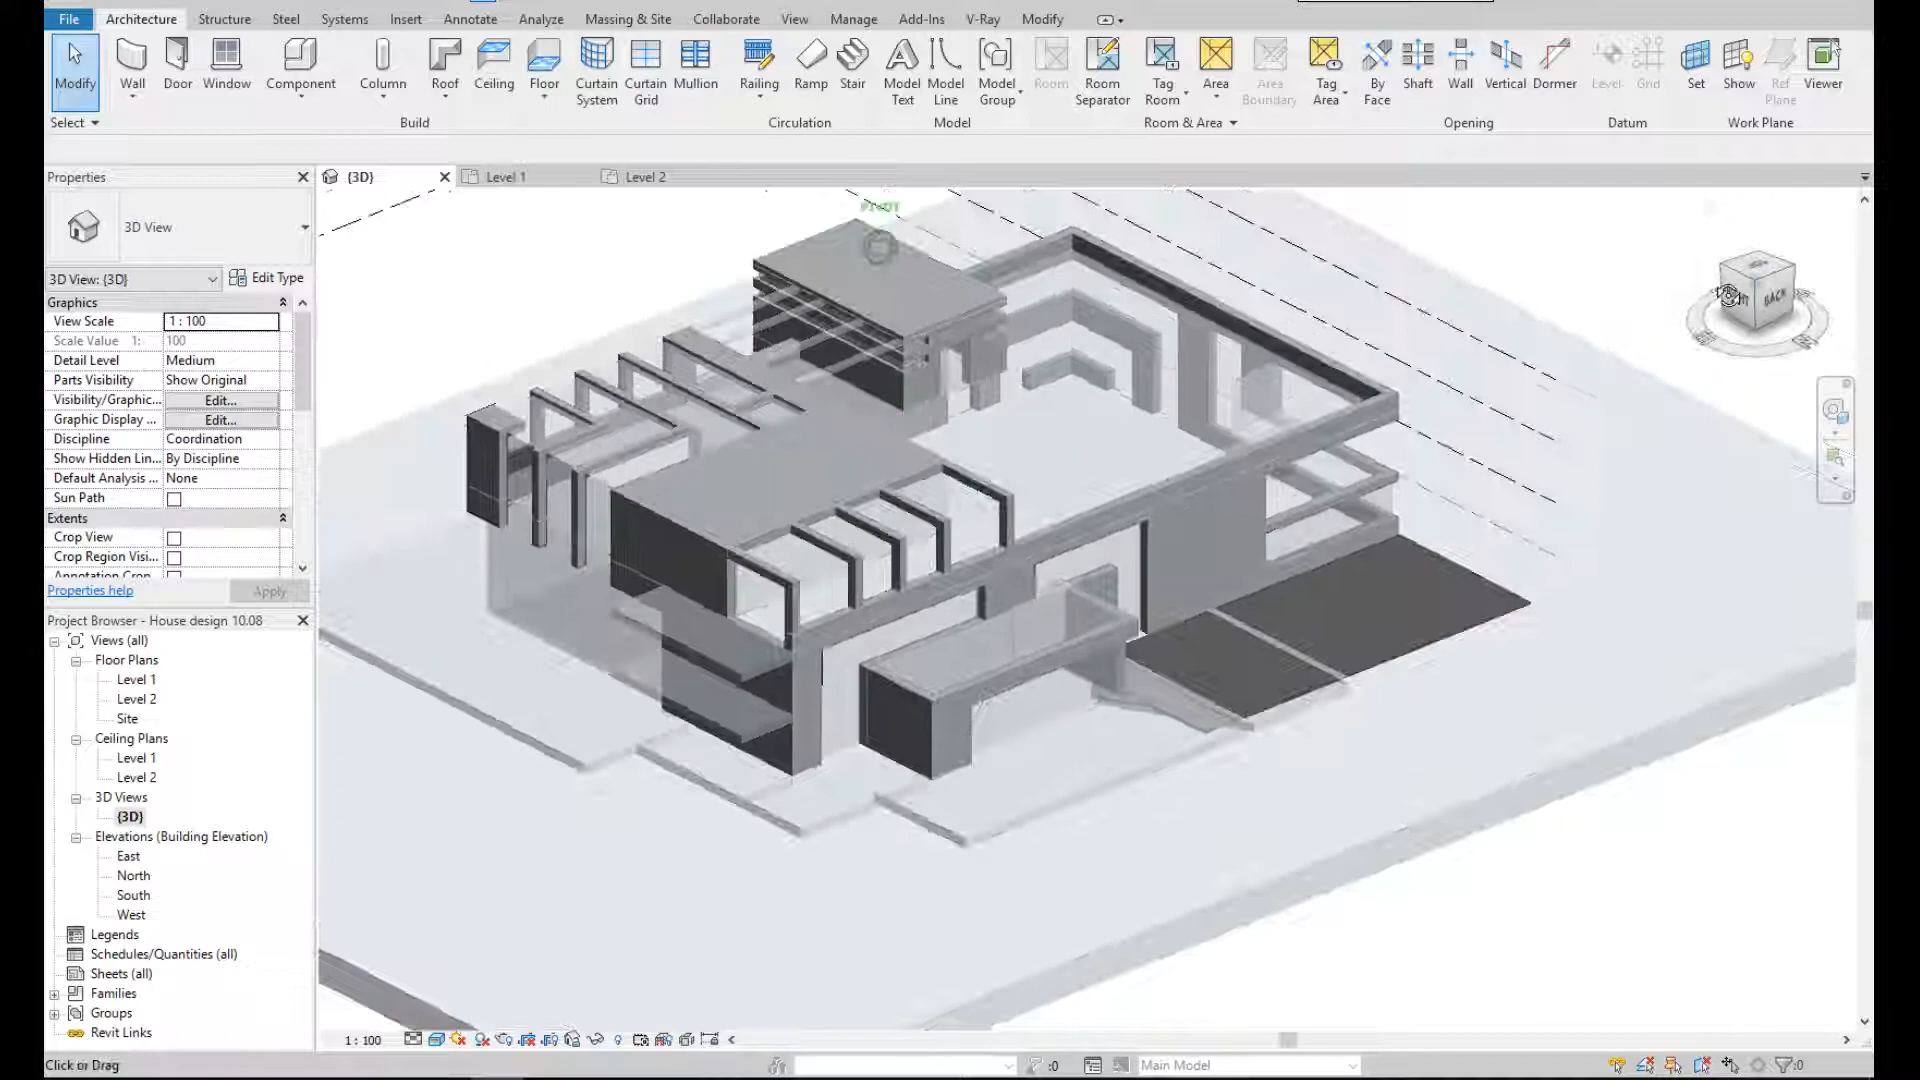 File Architecture Structure Steel Systems Insert Annotate Analyze Massing & Site Collaborate View Manage Add-Ins V-Ray Modify
Modify Wall Door Window Component Column Roof Ceiling Floor Curtain System Curtain Grid Mullion Railing Ramp Stair Model Text Model Line Model Group Room Room Separator Tag Room Area Area Boundary Tag Area By Face Shaft Wall Vertical Dormer Level Grid Set Show Ref Plane Viewer
Select Build Circulation Model Room & Area Opening Datum Work Plane
Properties {3D} Level 1 Level 2
3D View
3D View: {3D} Edit Type
Graphics
View Scale 1 : 100
Scale Value 1: 100
Detail Level Medium
Parts Visibility Show Original
Visibility/Graphic... Edit...
Graphic Display ... Edit...
Discipline Coordination
Show Hidden Lin... By Discipline
Default Analysis ... None
Sun Path
Extents
Crop View
Crop Region Visi...
Annotation Crop
Properties help Apply
Project Browser - House design 10.08
Views (all)
Floor Plans
Level 1
Level 2
Site
Ceiling Plans
Level 1
Level 2
3D Views
{3D}
Elevations (Building Elevation)
East
North
South
West
Legends
Schedules/Quantities (all)
Sheets (all)
Families
Groups
Revit Links
PIVOT
BACK
1 : 100
Click or Drag :0 Main Model :0